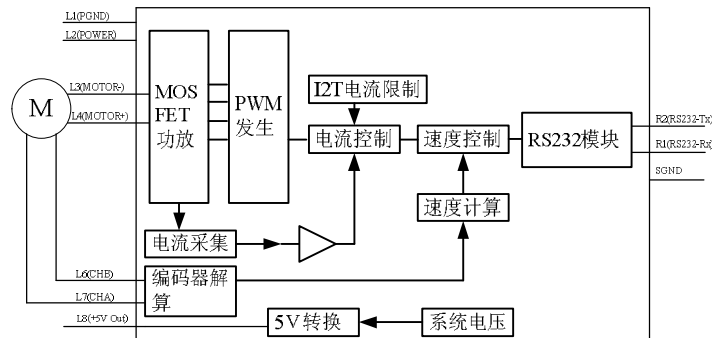 L1(PGND)
L2(POWER)
L3(MOTOR-)
L4(MOTOR+)
M
MOS
FET
功放
PWM
发生
I2T电流限制
电流控制
速度控制
RS232模块
R2(RS232-Tx)
R1(RS232-Rx)
SGND
速度计算
电流采集
L6(CHB)
L7(CHA)
编码器解
算
L8(+5V Out)
5V转换
系统电压